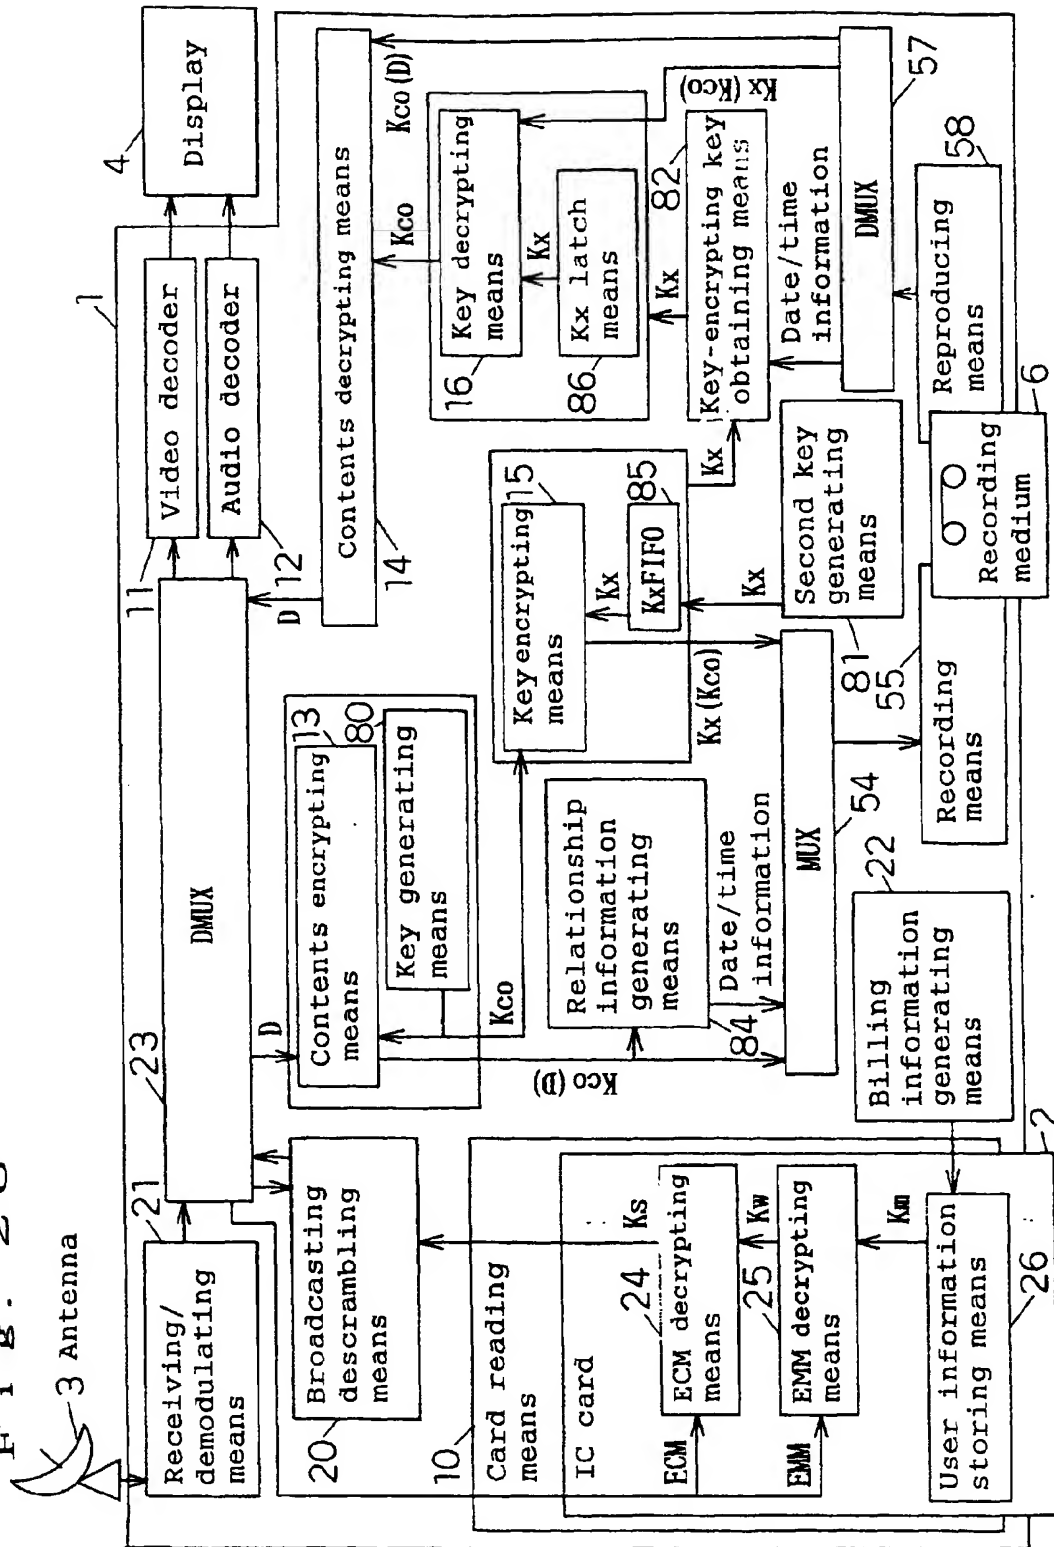 Fig. 20
3 Antenna
1
4
Display
21
Receiving/
demodulating
means
23
DMUX
11
Video decoder
Audio decoder
12
D
D
14
Contents decrypting means
20
Broadcasting
descrambling
means
13
Contents encrypting
means
80
Key generating
means
Kco
Kco(D)
Kco
Kco(D)
16
Key decrypting
means
Kx
86
Kx latch
means
Kx
Kx(Kco)
10
Card reading
means
IC card
Ks
24
ECM decrypting
means
ECM
Kw
25
EMM decrypting
means
EMM
Km
User information
storing means
26
2
Billing
information
generating
means
22
Relationship
information
generating
means
84
Date/time
information
15
Key encrypting
means
Kx
85
KxFIFO
Kx
Kx(Kco)
Kx
82
Key-encrypting key
obtaining means
Date/time
information
MUX
54
Second key
generating
means
81
DMUX
57
55
Recording
means
Recording
medium
6
Reproducing
means
58